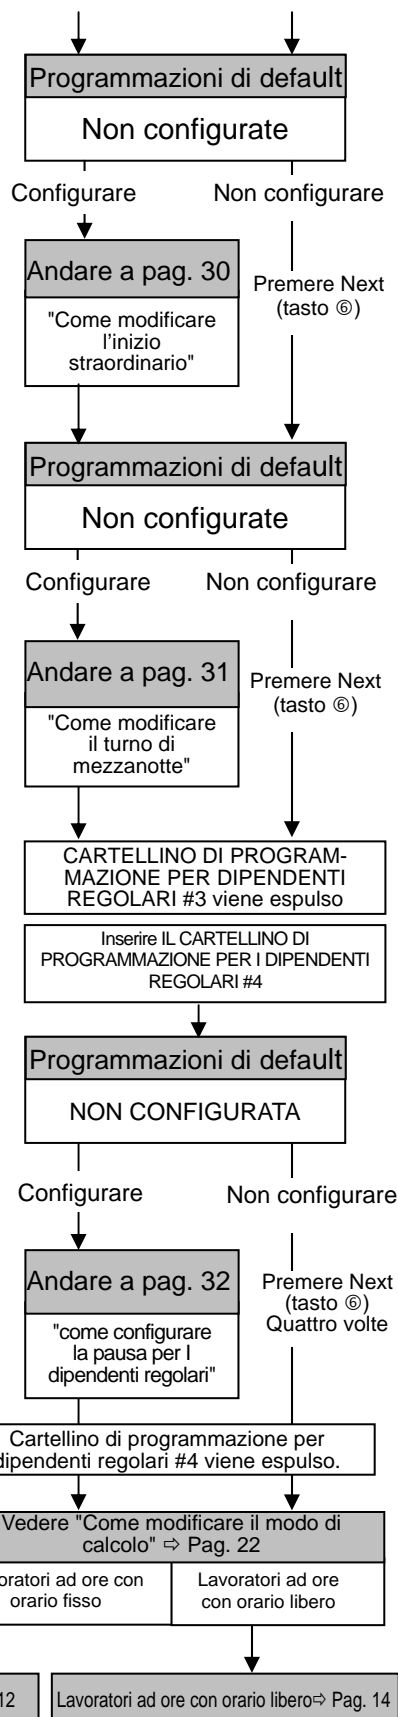 Programmazioni di default
Non configurate
Configurare
Non configurare
Andare a pag. 30
Premere Next
(tasto ⑥)
"Come modificare
l'inizio
straordinario"
Programmazioni di default
Non configurate
Configurare
Non configurare
Andare a pag. 31
Premere Next
(tasto ⑥)
"Come modificare
il turno di
mezzanotte"
CARTELLINO DI PROGRAM-
MAZIONE PER DIPENDENTI
REGOLARI #3 viene espulso
Inserire IL CARTELLINO DI
PROGRAMMAZIONE PER I DIPENDENTI
REGOLARI #4
Programmazioni di default
NON CONFIGURATA
Configurare
Non configurare
Andare a pag. 32
Premere Next
(tasto ⑥)
Quattro volte
"come configurare
la pausa per I
dipendenti regolari"
Cartellino di programmazione per
dipendenti regolari #4 viene espulso.
Vedere "Come modificare il modo di
calcolo" ⇨ Pag. 22
oratori ad ore con
orario fisso
Lavoratori ad ore
con orario libero
12
Lavoratori ad ore con orario libero⇨ Pag. 14